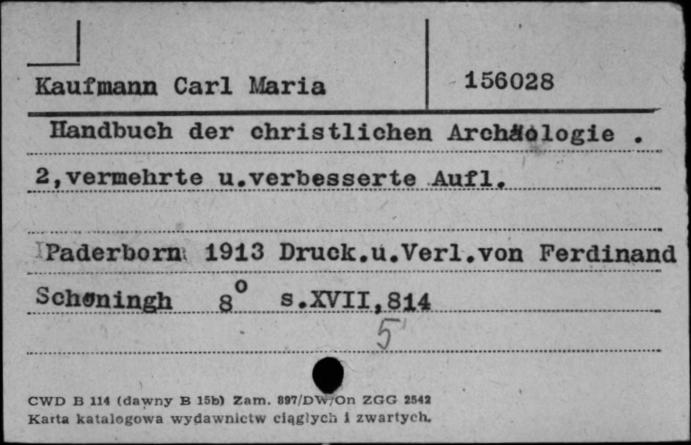 Kaufmann Carl Maria 156028
Handbuch der christlichen Archäologie .
2,vermehrte u.verbesserte Aufl.
Paderborn 1913 Druck.u.Verl.von Ferdinand
Schöningh 8° s.XVII,814
5
CWD B 114 (dawny B 15b) Zam. 897/DW/On ZGG 2542
Karta katalogowa wydawnictw ciągłych i zwartych.